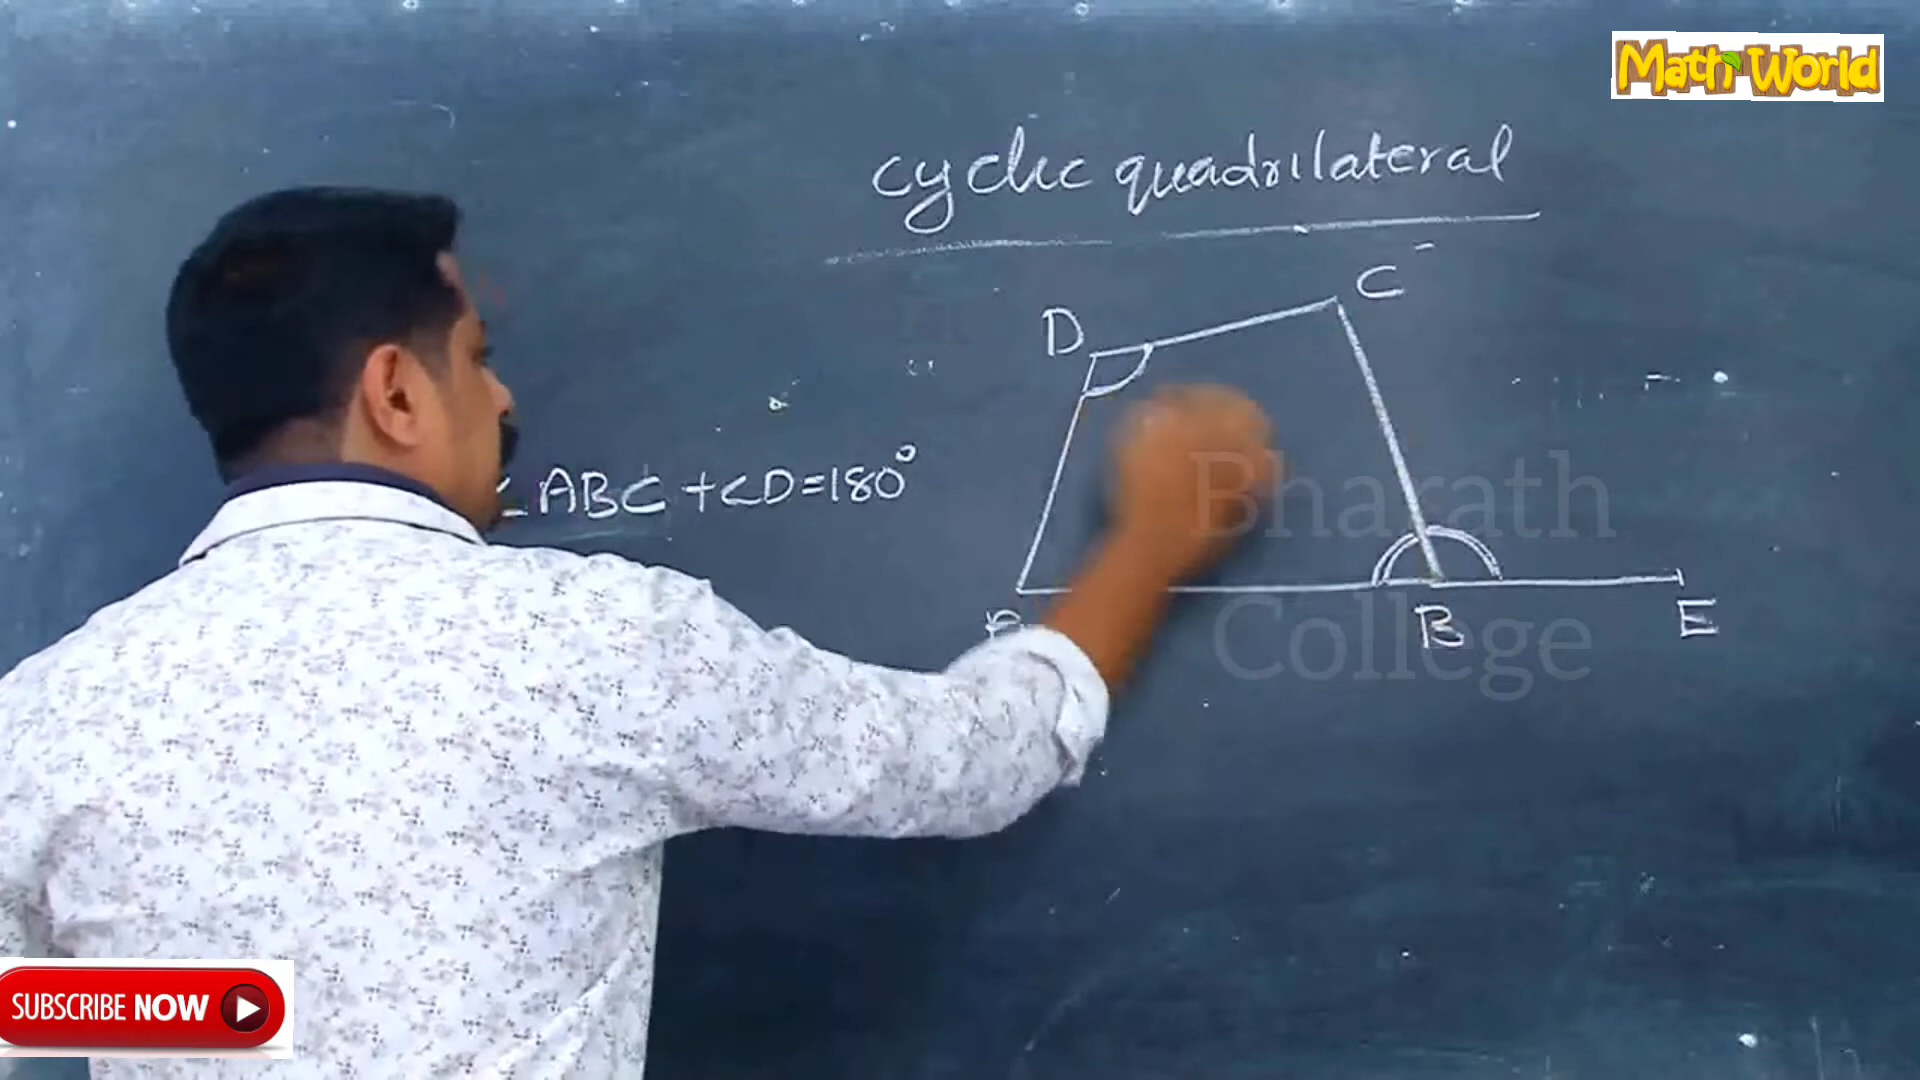 Math World
cyclic quadrilateral
C
D
∠ABC + ∠D = 180°
Bharath
College
B
E
SUBSCRIBE NOW